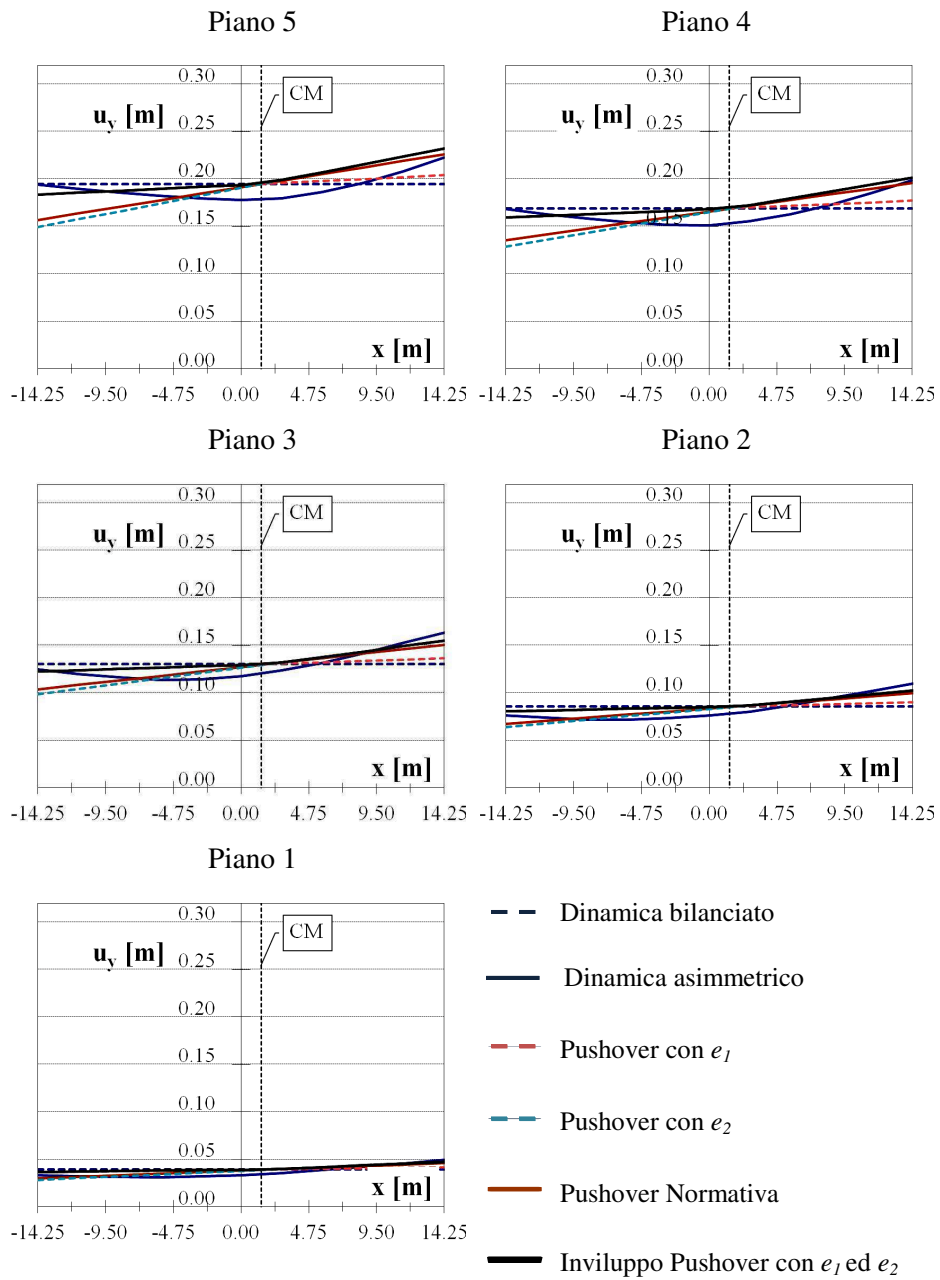 Piano 5
Piano 4
0.30
CM
u_y [m]
0.25
0.20
0.15
0.10
0.05
x [m]
0.00
-14.25 -9.50 -4.75 0.00 4.75 9.50 14.25
0.30
CM
u_y [m]
0.25
0.20
0.15
0.10
0.05
x [m]
0.00
-14.25 -9.50 -4.75 0.00 4.75 9.50 14.25
Piano 3
Piano 2
0.30
CM
u_y [m]
0.25
0.20
0.15
0.10
0.05
x [m]
0.00
-14.25 -9.50 -4.75 0.00 4.75 9.50 14.25
0.30
CM
u_y [m]
0.25
0.20
0.15
0.10
0.05
x [m]
0.00
-14.25 -9.50 -4.75 0.00 4.75 9.50 14.25
Piano 1
0.30
CM
u_y [m]
0.25
0.20
0.15
0.10
0.05
x [m]
0.00
-14.25 -9.50 -4.75 0.00 4.75 9.50 14.25
Dinamica bilanciato
Dinamica asimmetrico
Pushover con e_1
Pushover con e_2
Pushover Normativa
Inviluppo Pushover con e_1 ed e_2